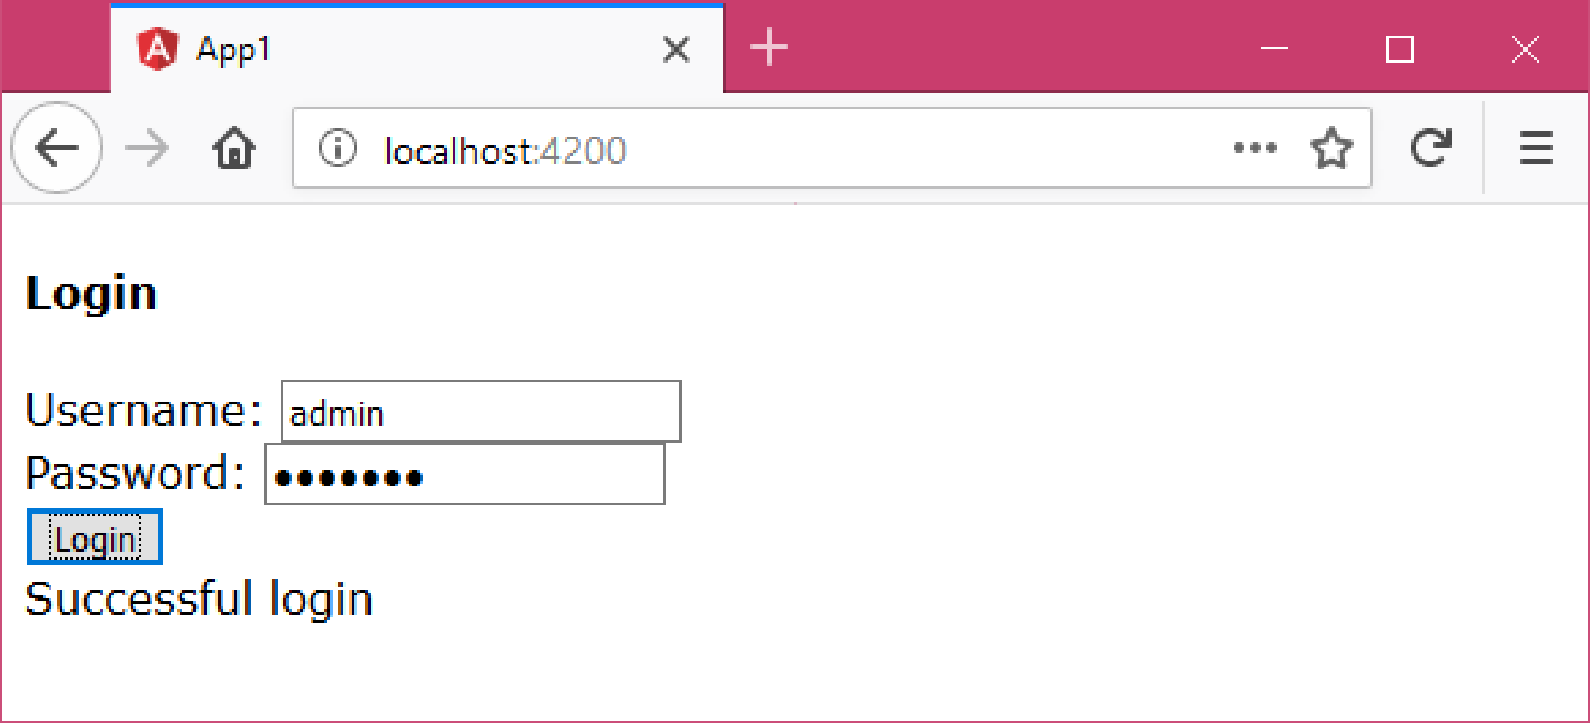 App1
localhost:4200
Login
Username: admin
Password: •••••••
Login
Successful login